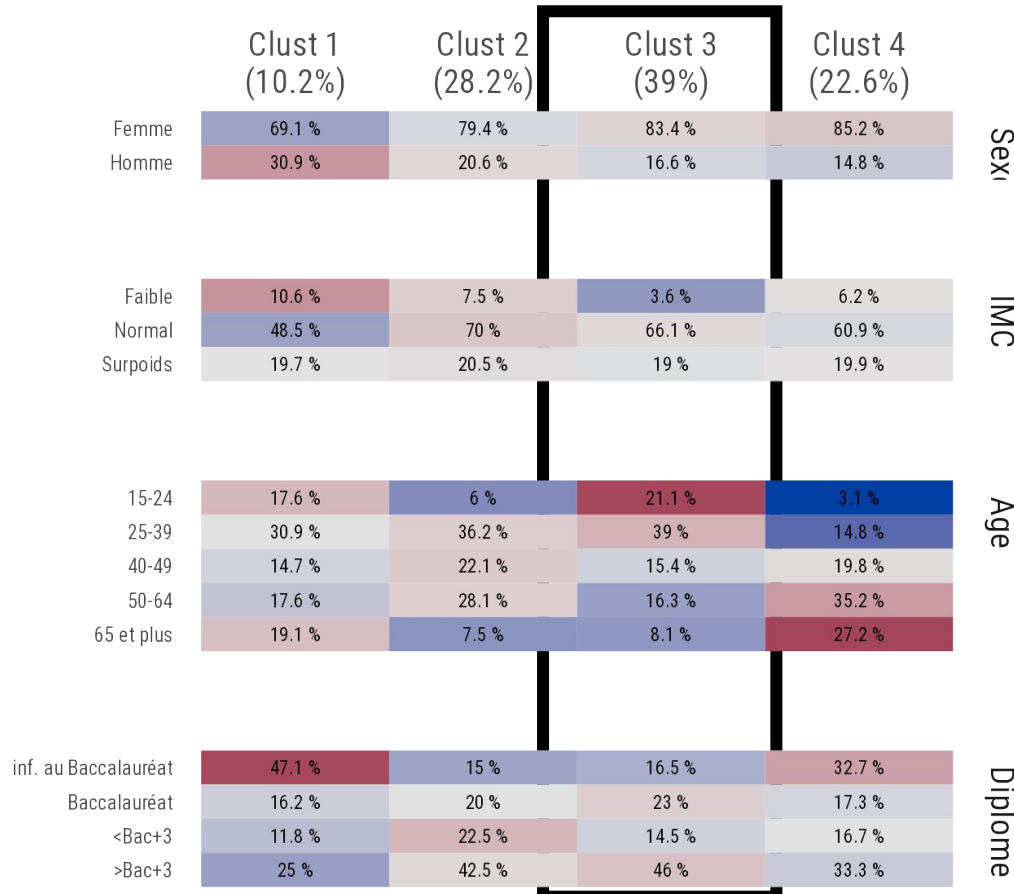 Clust 1 Clust 2 Clust 3 Clust 4
(10.2%) (28.2%) (39%) (22.6%)
Femme 69.1 % 79.4 % 83.4 % 85.2 %
Homme 30.9 % 20.6 % 16.6 % 14.8 %
Sexe
Faible 10.6 % 7.5 % 3.6 % 6.2 %
Normal 48.5 % 70 % 66.1 % 60.9 %
Surpoids 19.7 % 20.5 % 19 % 19.9 %
IMC
15-24 17.6 % 6 % 21.1 % 3.1 %
25-39 30.9 % 36.2 % 39 % 14.8 %
40-49 14.7 % 22.1 % 15.4 % 19.8 %
50-64 17.6 % 28.1 % 16.3 % 35.2 %
65 et plus 19.1 % 7.5 % 8.1 % 27.2 %
Age
inf. au Baccalauréat 47.1 % 15 % 16.5 % 32.7 %
Baccalauréat 16.2 % 20 % 23 % 17.3 %
<Bac+3 11.8 % 22.5 % 14.5 % 16.7 %
>Bac+3 25 % 42.5 % 46 % 33.3 %
Diplome